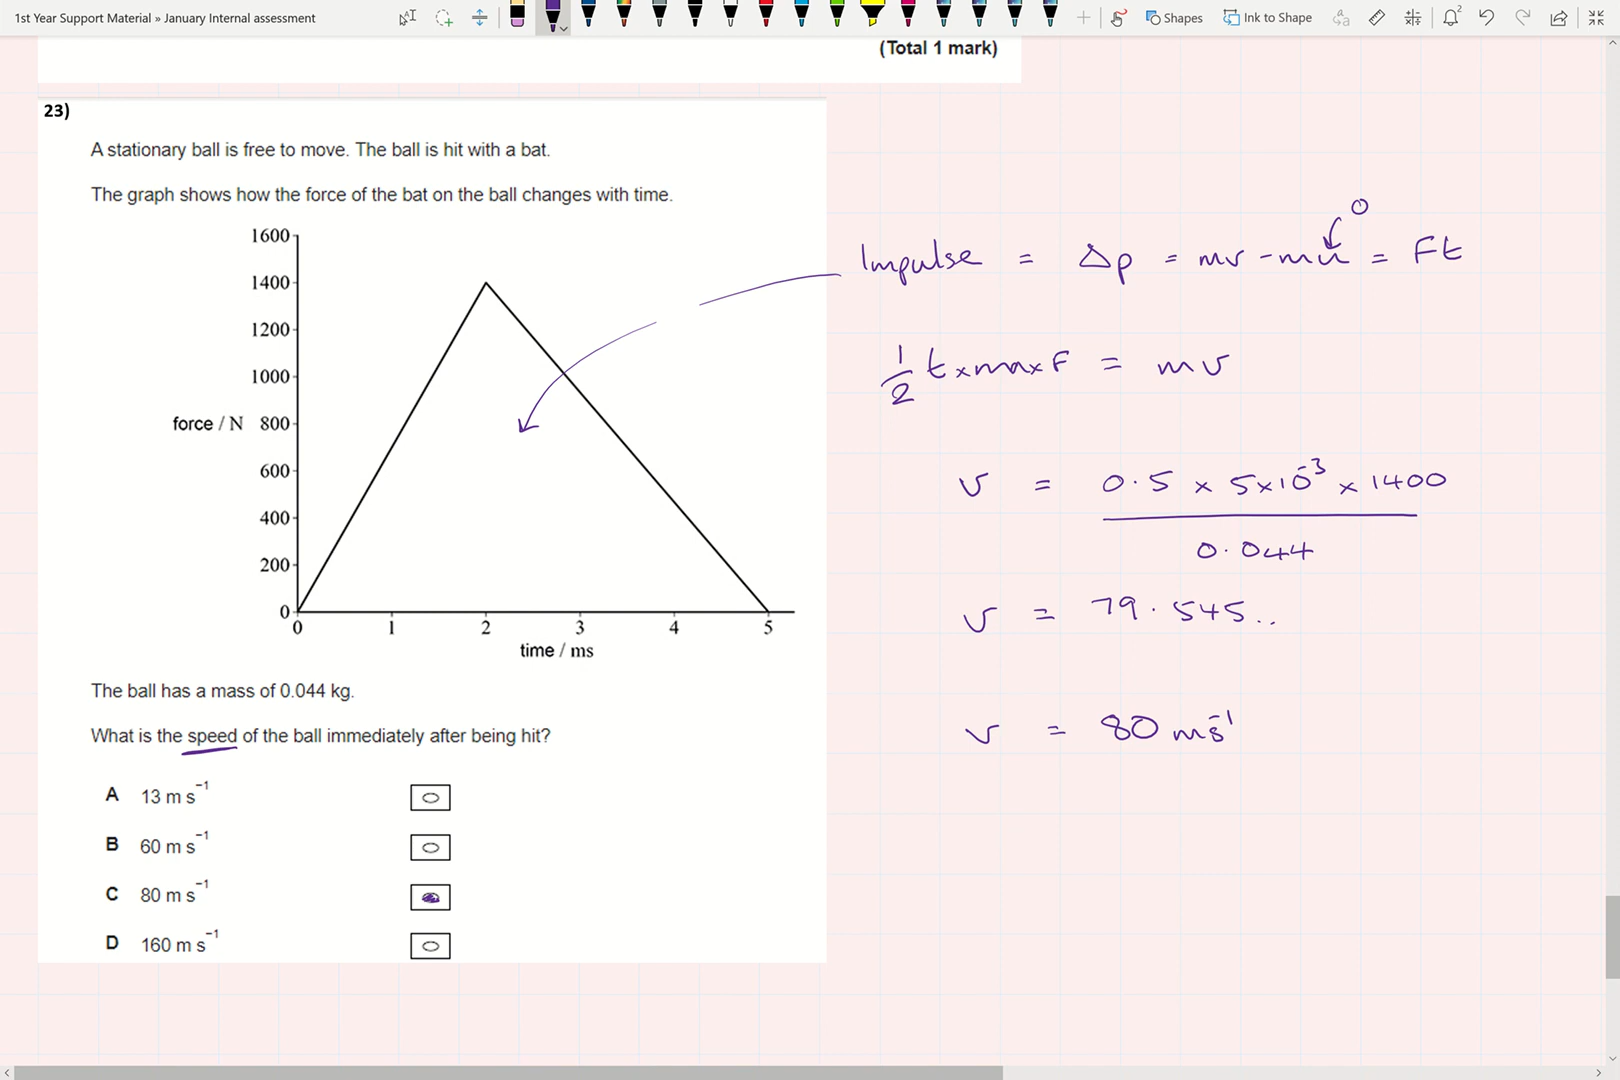 1st Year Support Material » January Internal assessment
Shapes
Ink to Shape
2
(Total 1 mark)
23)
A stationary ball is free to move. The ball is hit with a bat.
The graph shows how the force of the bat on the ball changes with time.
1600
1400
1200
1000
force / N 800
600
400
200
0
0 1 2 3 4 5
time / ms
The ball has a mass of 0.044 kg.
What is the speed of the ball immediately after being hit?
A 13 m s⁻¹
B 60 m s⁻¹
C 80 m s⁻¹
D 160 m s⁻¹
0
Impulse = Δp = mv - mu = Ft
1/2 t x max F = mv
v = 0.5 × 5×10⁻³ × 1400
0.044
v = 79.545..
v = 80 ms⁻¹